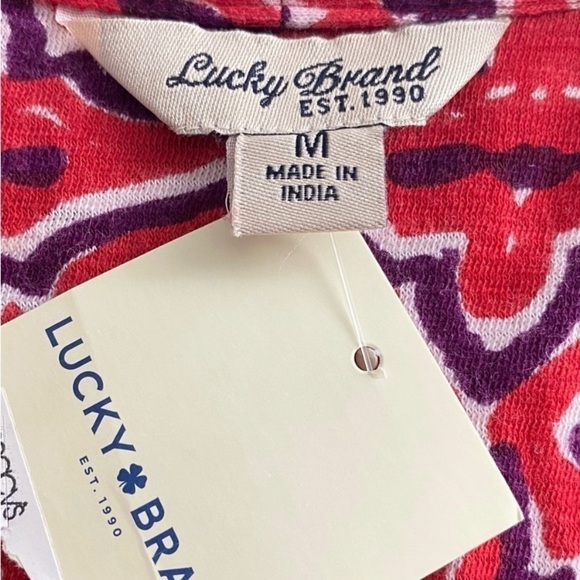 Lucky Brand
EST. 1990
M
MADE IN
INDIA
LUCKY BRA
EST. 1990